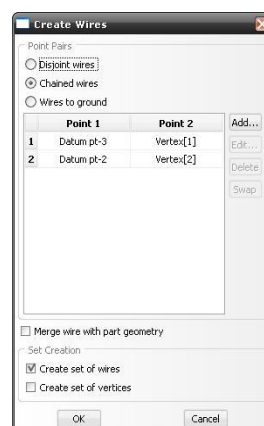 Create Wires
Point Pairs
Disjoint wires
Chained wires
Wires to ground
Point 1 Point 2 Add...
1 Datum pt-3 Vertex[1] Edit...
2 Datum pt-2 Vertex[2] Delete
Swap
Merge wire with part geometry
Set Creation
Create set of wires
Create set of vertices
OK Cancel